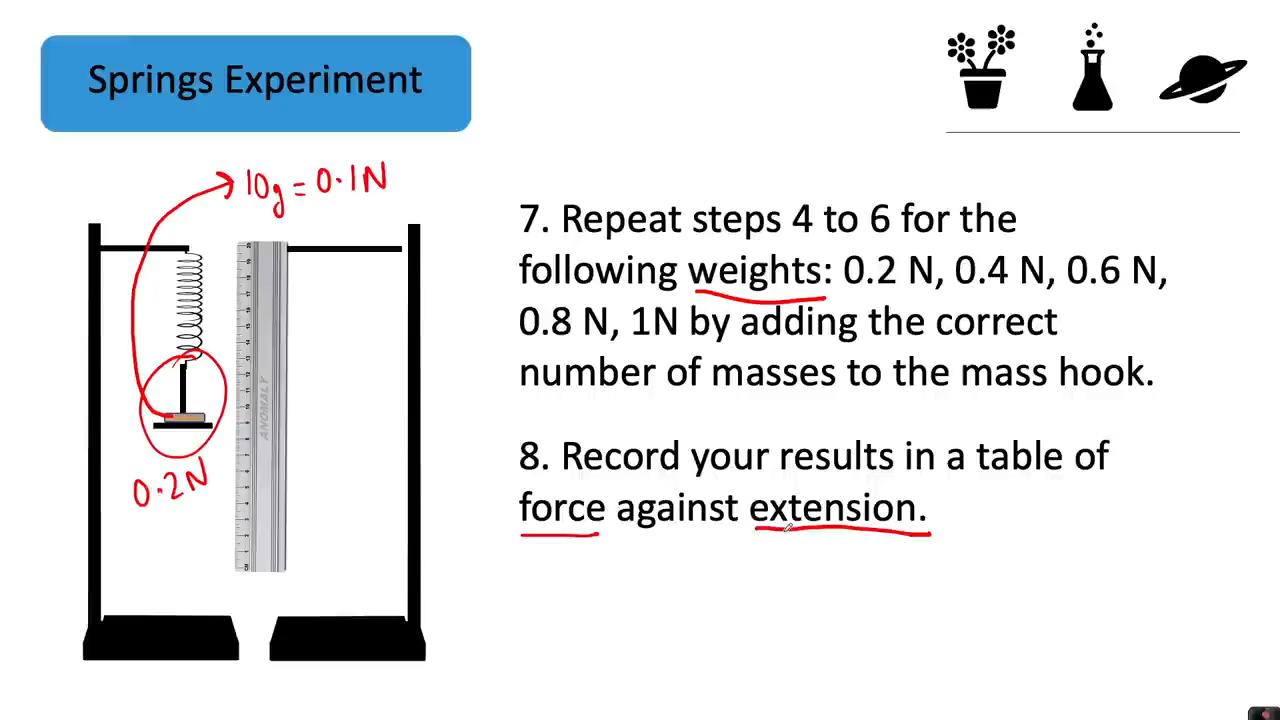 Springs Experiment
10g = 0.1N
7. Repeat steps 4 to 6 for the
following weights: 0.2 N, 0.4 N, 0.6 N,
0.8 N, 1N by adding the correct
number of masses to the mass hook.
ANOMALY
0.2N
8. Record your results in a table of
force against extension.